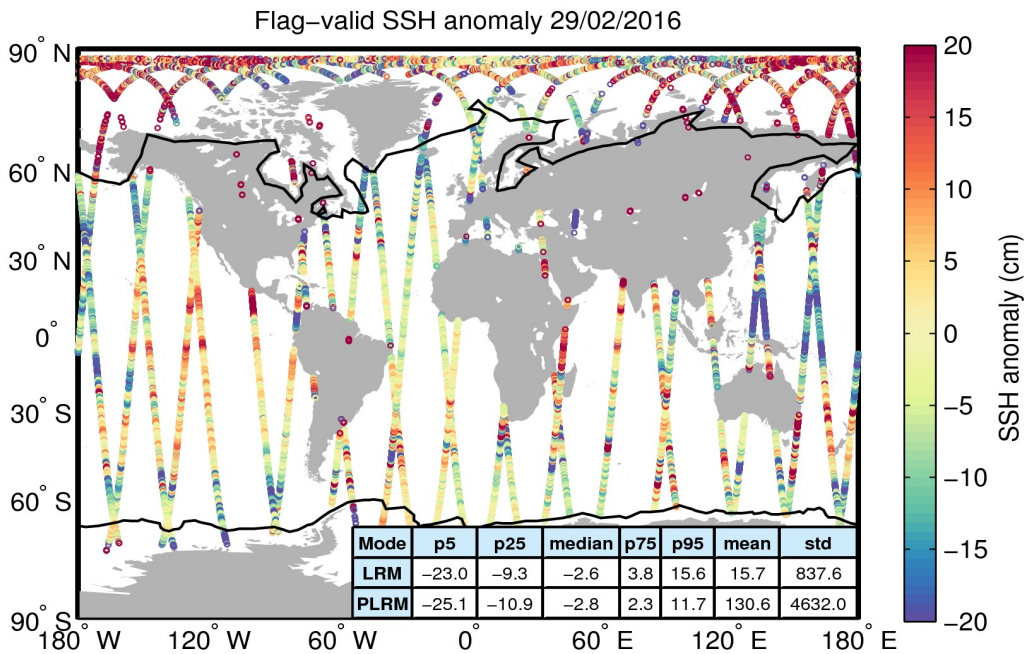 Flag−valid SSH anomaly 29/02/2016
90° N
60° N
30° N
0°
30° S
60° S
90° S
180° W 120° W 60° W 0° 60° E 120° E 180° E
Mode p5 p25 median p75 p95 mean std
LRM −23.0 −9.3 −2.6 3.8 15.6 15.7 837.6
PLRM −25.1 −10.9 −2.8 2.3 11.7 130.6 4632.0
20
15
10
5
0
−5
−10
−15
−20
SSH anomaly (cm)